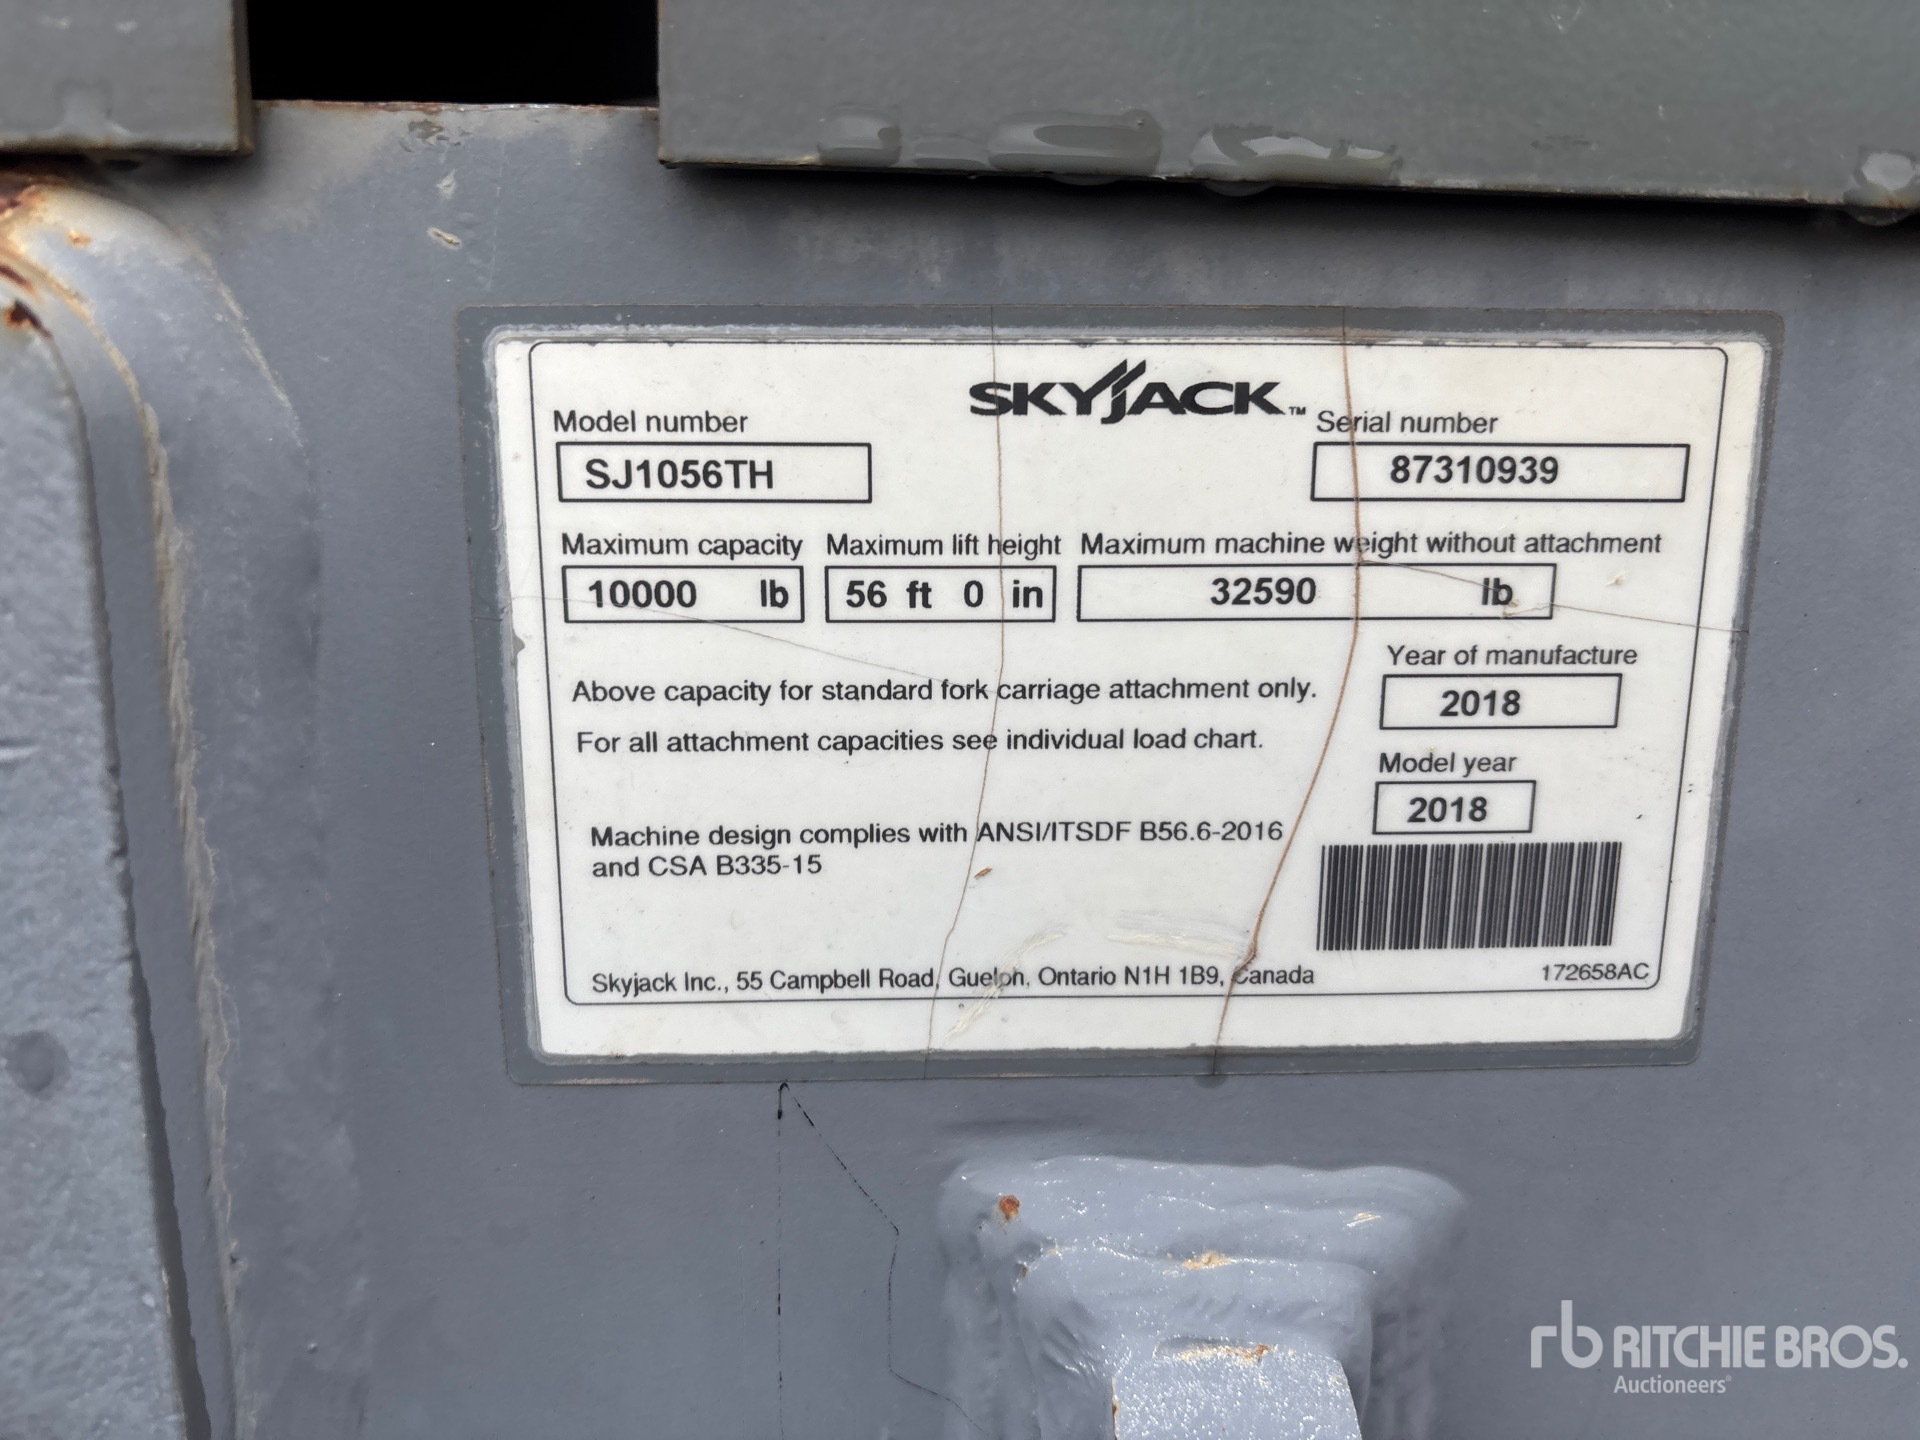 SKYJACK™
Model number
Serial number
SJ1056TH
87310939
Maximum capacity
Maximum lift height
Maximum machine weight without attachment
10000 lb
56 ft 0 in
32590 lb
Above capacity for standard fork carriage attachment only.
For all attachment capacities see individual load chart.
Year of manufacture
2018
Model year
2018
Machine design complies with ANSI/ITSDF B56.6-2016
and CSA B335-15
Skyjack Inc., 55 Campbell Road, Guelph, Ontario N1H 1B9, Canada
172658AC
rb RITCHIE BROS.
Auctioneers®